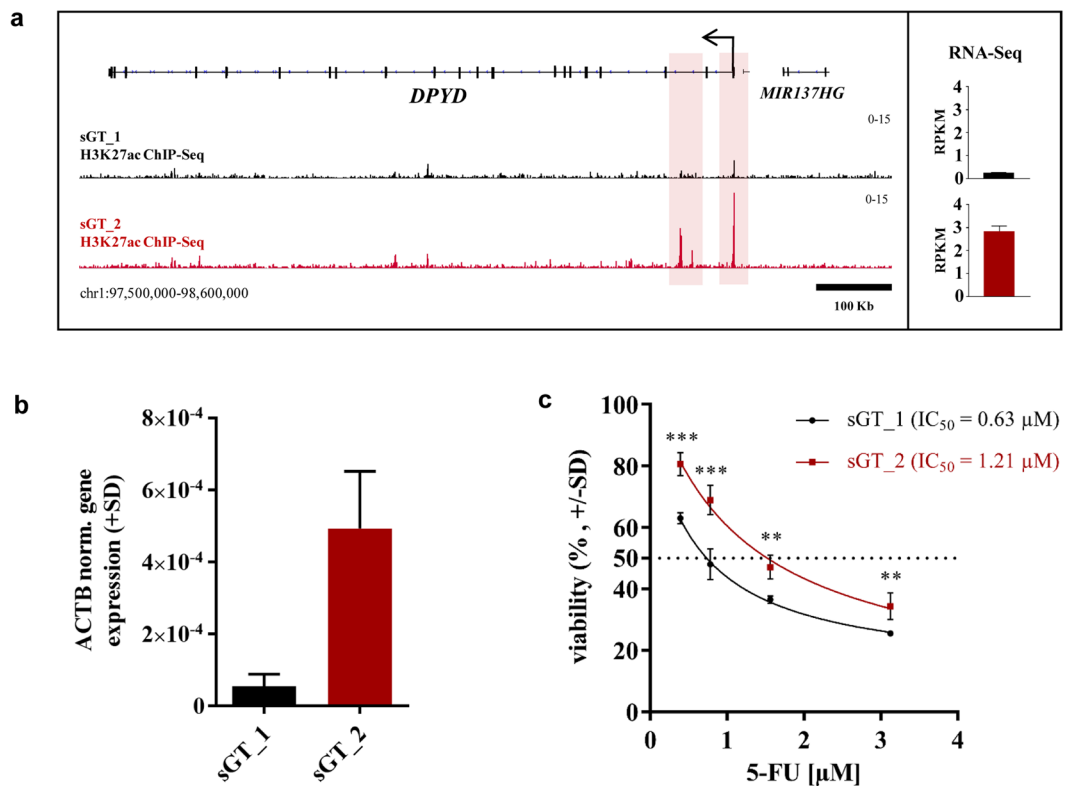 a
DPYD
MIR137HG
sGT_1
H3K27ac ChIP-Seq
0-15
sGT_2
H3K27ac ChIP-Seq
0-15
chr1:97,500,000-98,600,000
100 Kb
RNA-Seq
RPKM
4
3
2
1
0
RPKM
4
3
2
1
0
b
ACTB norm. gene
expression (+SD)
8×10⁻⁴
6×10⁻⁴
4×10⁻⁴
2×10⁻⁴
0
sGT_1
sGT_2
c
viability (% , +/-SD)
100
80
60
50
40
20
0
***
***
**
**
sGT_1 (IC₅₀ = 0.63 μM)
sGT_2 (IC₅₀ = 1.21 μM)
0 1 2 3 4
5-FU [μM]